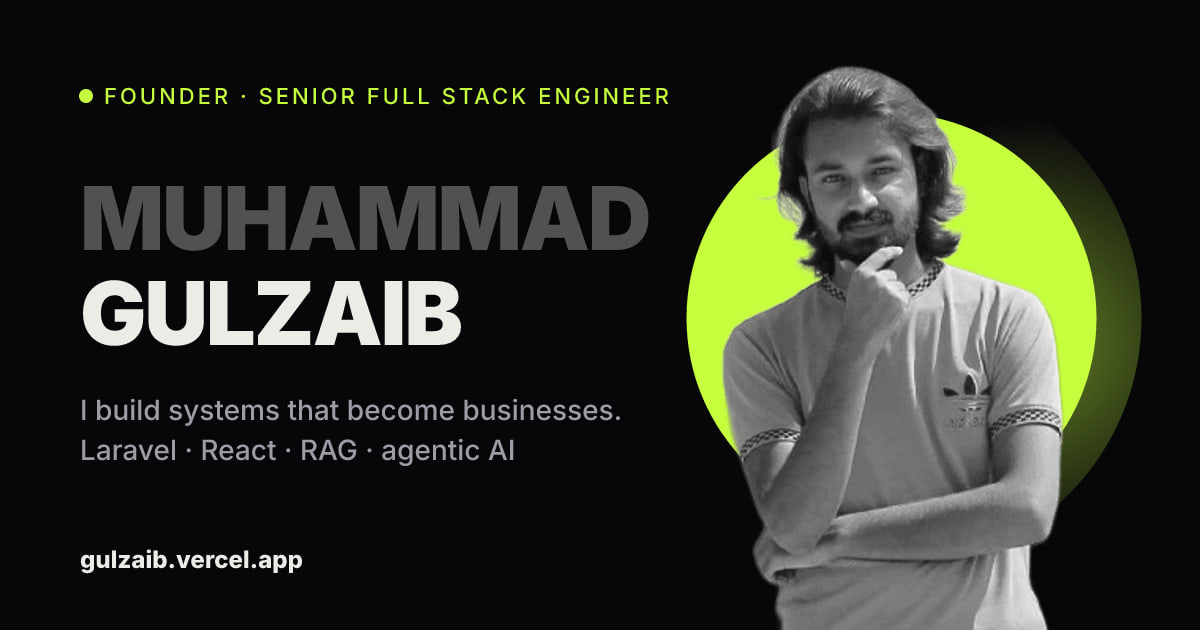 FOUNDER · SENIOR FULL STACK ENGINEER
MUHAMMAD
GULZAIB
I build systems that become businesses.
Laravel · React · RAG · agentic AI
gulzaib.vercel.app